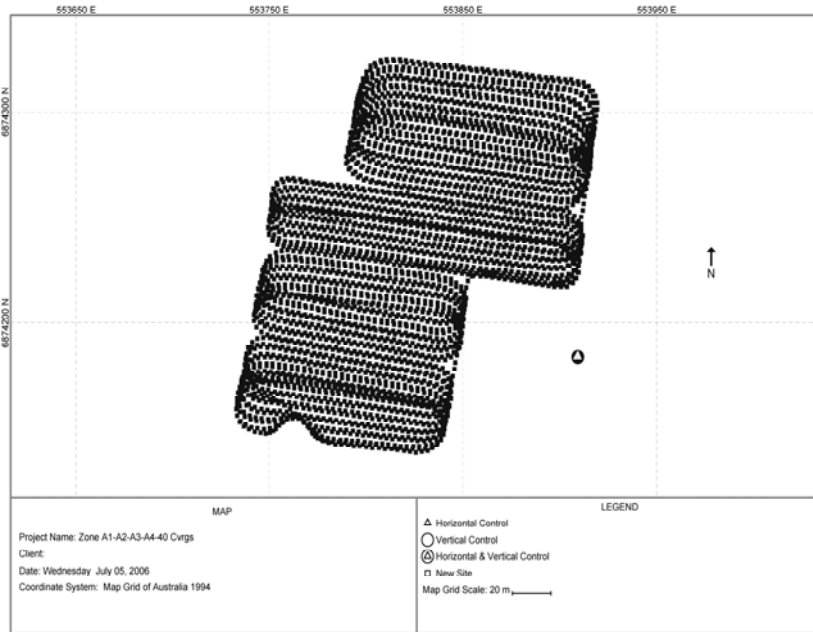 553650 E 553750 E 553850 E 553950 E
6874300 N
6874200 N
N
MAP
Project Name: Zone A1-A2-A3-A4-40 Cvrgs
Client:
Date: Wednesday July 05, 2006
Coordinate System: Map Grid of Australia 1994
LEGEND
Horizontal Control
Vertical Control
Horizontal & Vertical Control
New Site
Map Grid Scale: 20 m